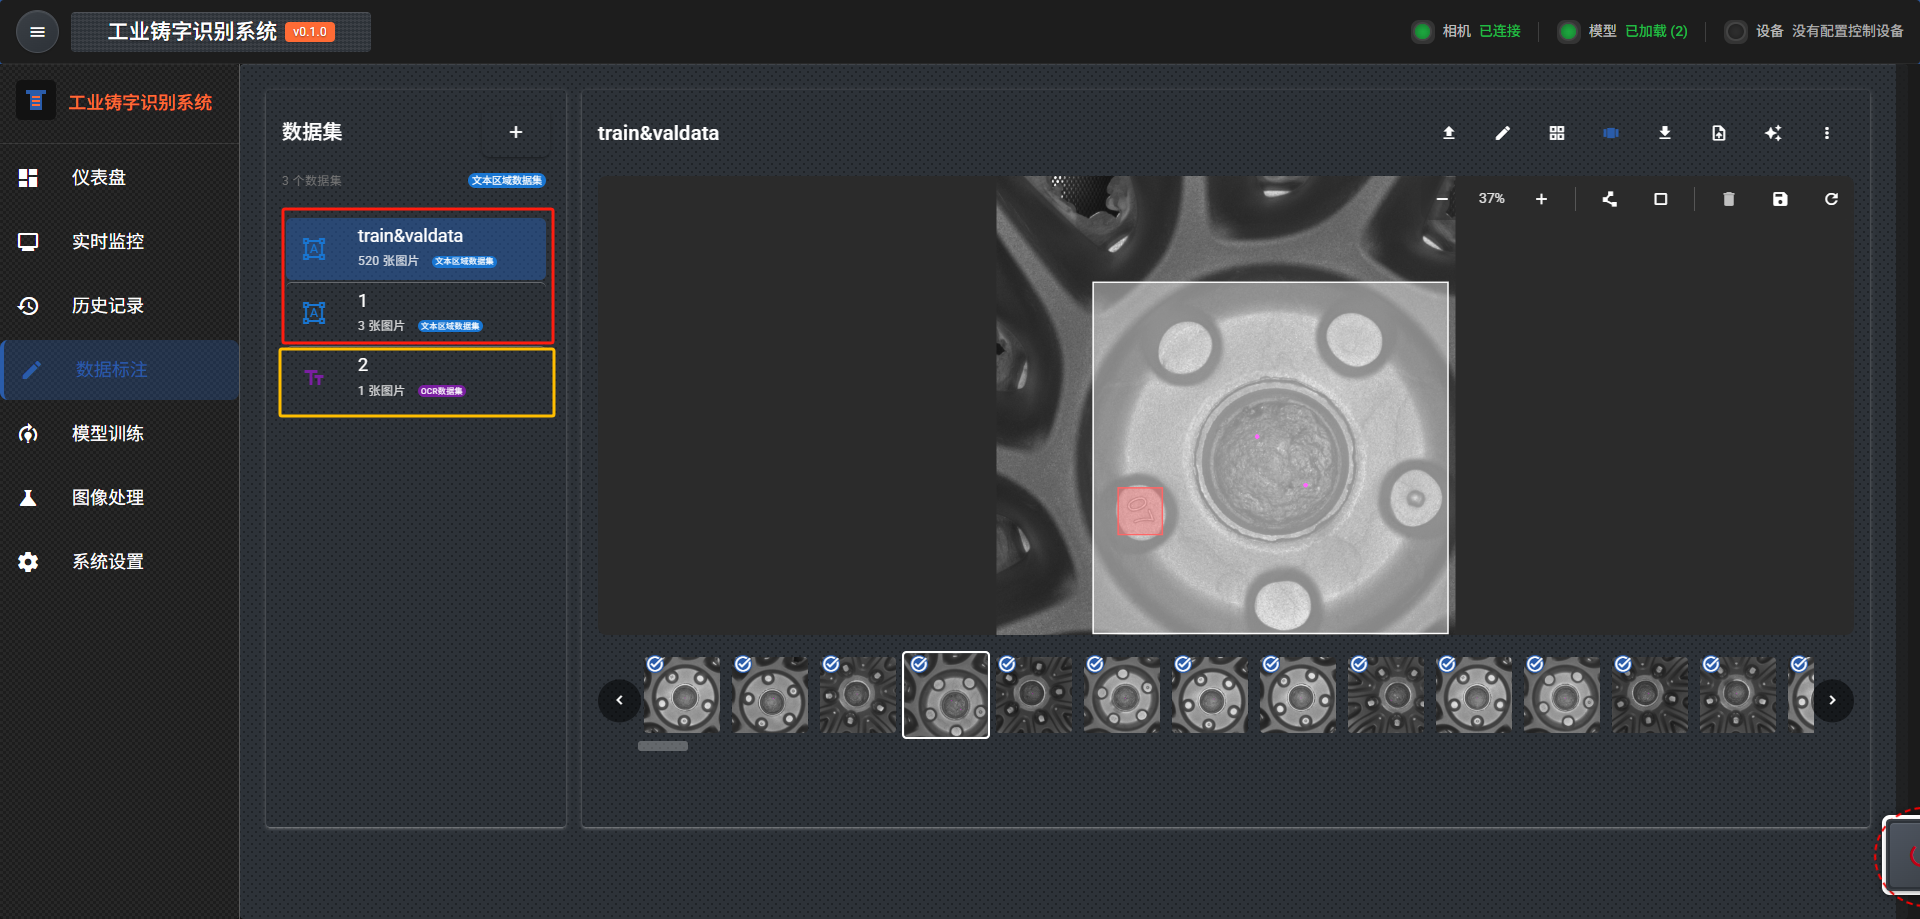 工业铸字识别系统 v0.1.0
相机 已连接
模型 已加载 (2)
设备 没有配置控制设备
工业铸字识别系统
仪表盘
实时监控
历史记录
数据标注
模型训练
图像处理
系统设置
数据集 +
3 个数据集 文本区域数据集
train&valdata
520 张图片 文本区域数据集
1
3 张图片 文本区域数据集
2
1 张图片 OCR数据集
train&valdata
37%
07